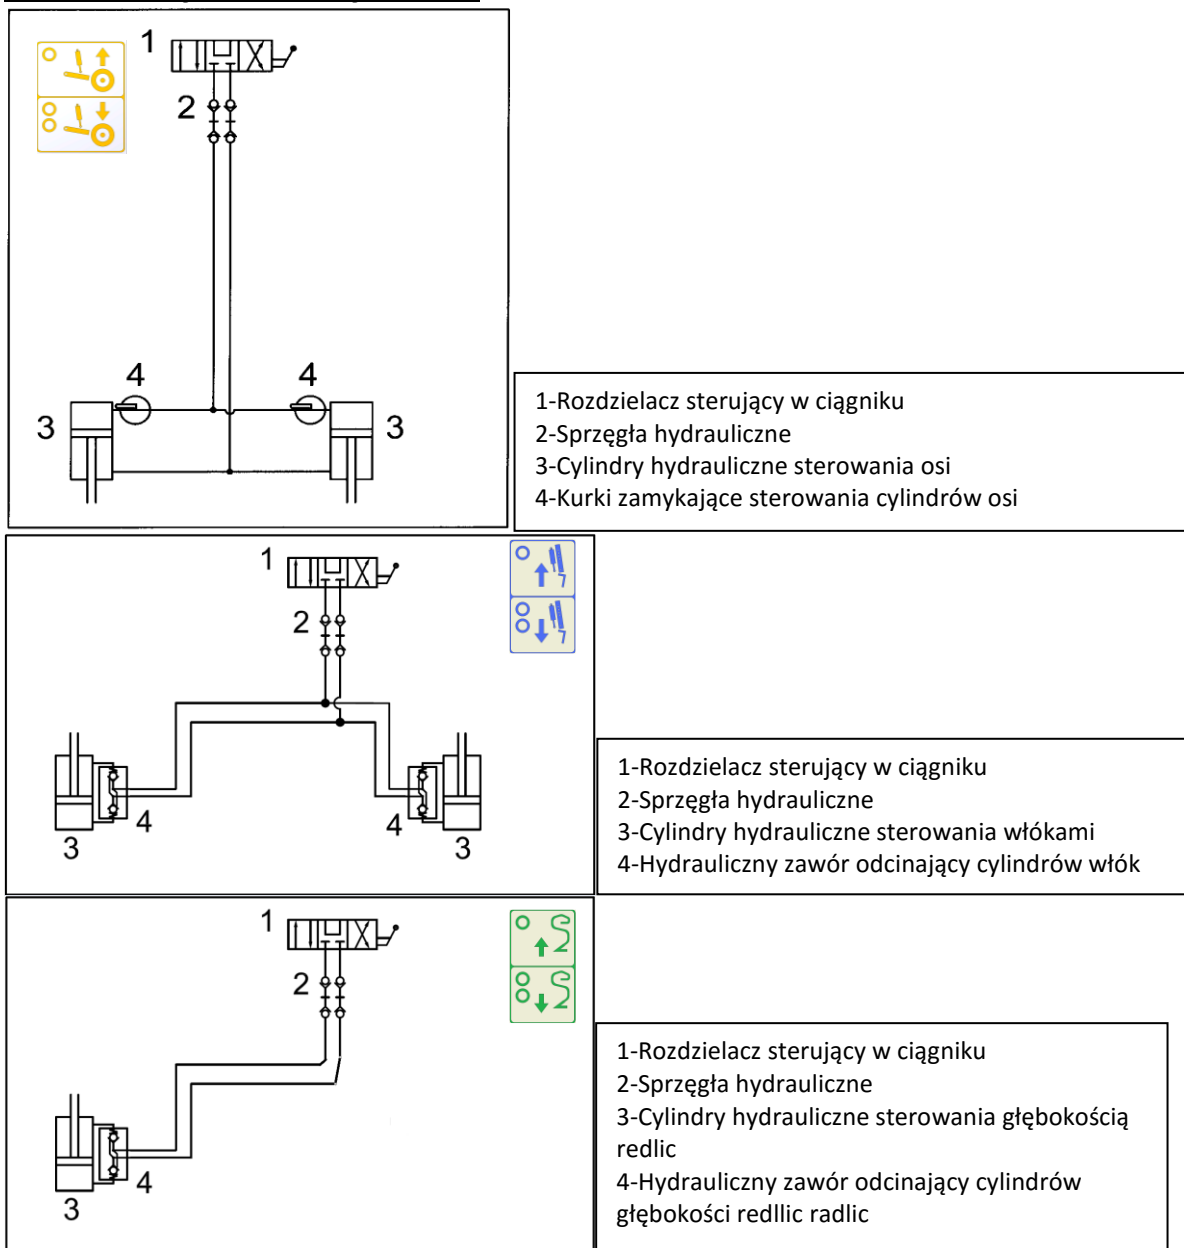 1
2
4
4
3
3
1-Rozdzielacz sterujący w ciągniku
2-Sprzęgła hydrauliczne
3-Cylindry hydrauliczne sterowania osi
4-Kurki zamykające sterowania cylindrów osi
1
2
4
4
3
3
1-Rozdzielacz sterujący w ciągniku
2-Sprzęgła hydrauliczne
3-Cylindry hydrauliczne sterowania włókami
4-Hydrauliczny zawór odcinający cylindrów włók
1
2
4
3
1-Rozdzielacz sterujący w ciągniku
2-Sprzęgła hydrauliczne
3-Cylindry hydrauliczne sterowania głębokością
redlic
4-Hydrauliczny zawór odcinający cylindrów
głębokości redllic radlic